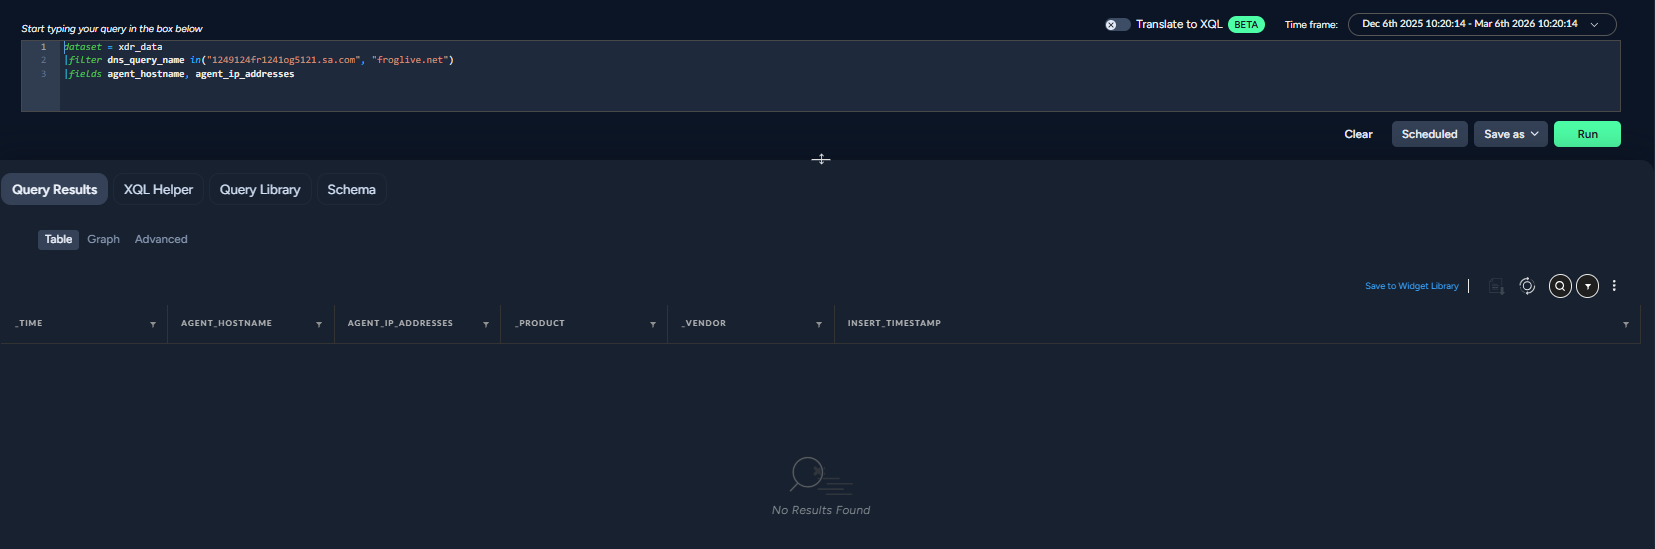 Translate to XQL BETA Time frame: Dec 6th 2025 10:20:14 - Mar 6th 2026 10:20:14
Start typing your query in the box below
1 dataset = xdr_data
2 |filter dns_query_name in("1249124fr1241og5121.sa.com", "froglive.net")
3 |fields agent_hostname, agent_ip_addresses
Clear Scheduled Save as Run
Query Results XQL Helper Query Library Schema
Table Graph Advanced
Save to Widget Library
_TIME AGENT_HOSTNAME AGENT_IP_ADDRESSES _PRODUCT _VENDOR INSERT_TIMESTAMP
No Results Found